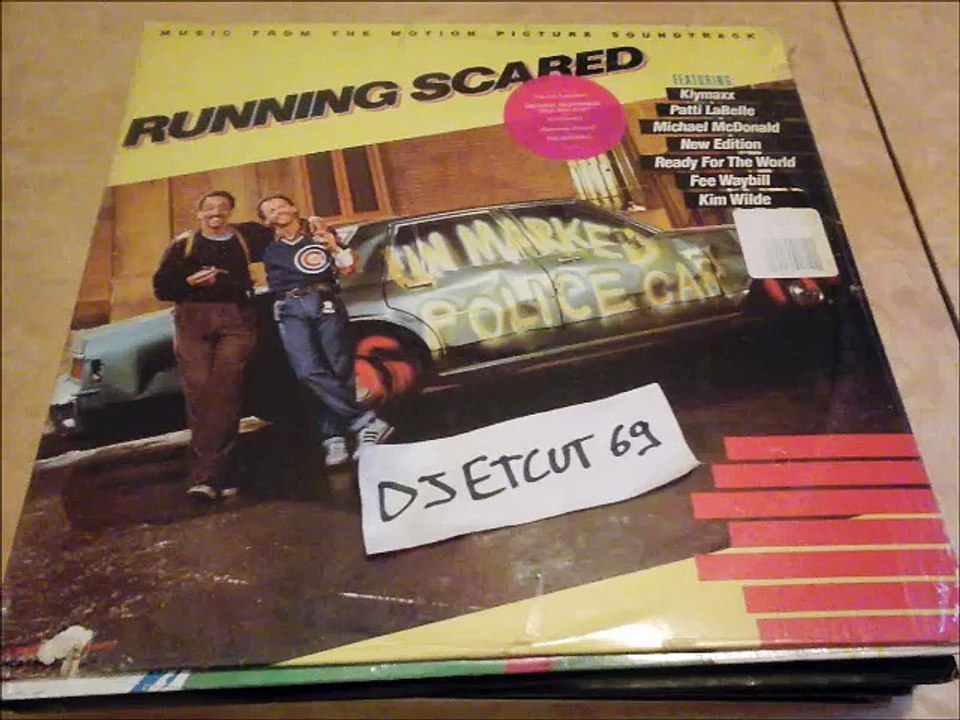 MUSIC FROM THE MOTION PICTURE SOUNDTRACK
RUNNING SCARED
FEATURING:
Klymaxx
Patti LaBelle
Michael McDonald
New Edition
Ready For The World
Fee Waybill
Kim Wilde
UN MARKED
POLICE CAR
DJ ETCUT 69